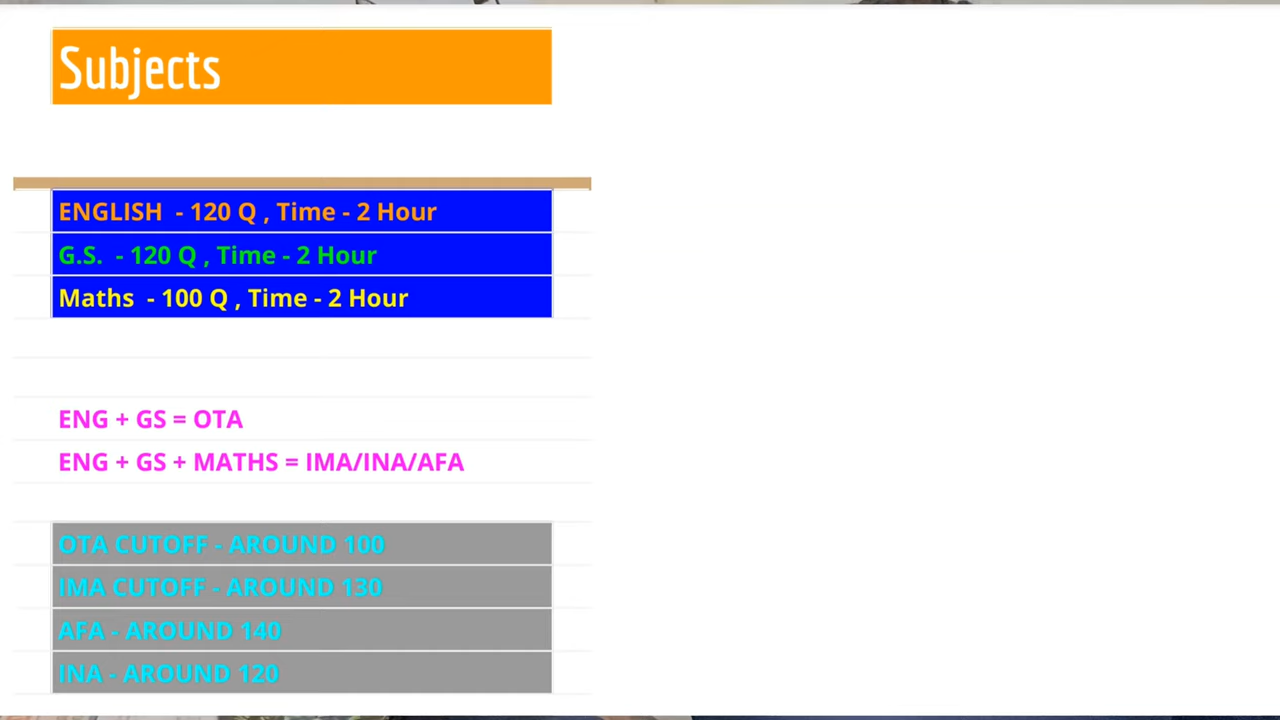 Subjects
ENGLISH - 120 Q , Time - 2 Hour
G.S. - 120 Q , Time - 2 Hour
Maths - 100 Q , Time - 2 Hour
ENG + GS = OTA
ENG + GS + MATHS = IMA/INA/AFA
OTA CUTOFF - AROUND 100
IMA CUTOFF - AROUND 130
AFA - AROUND 140
INA - AROUND 120